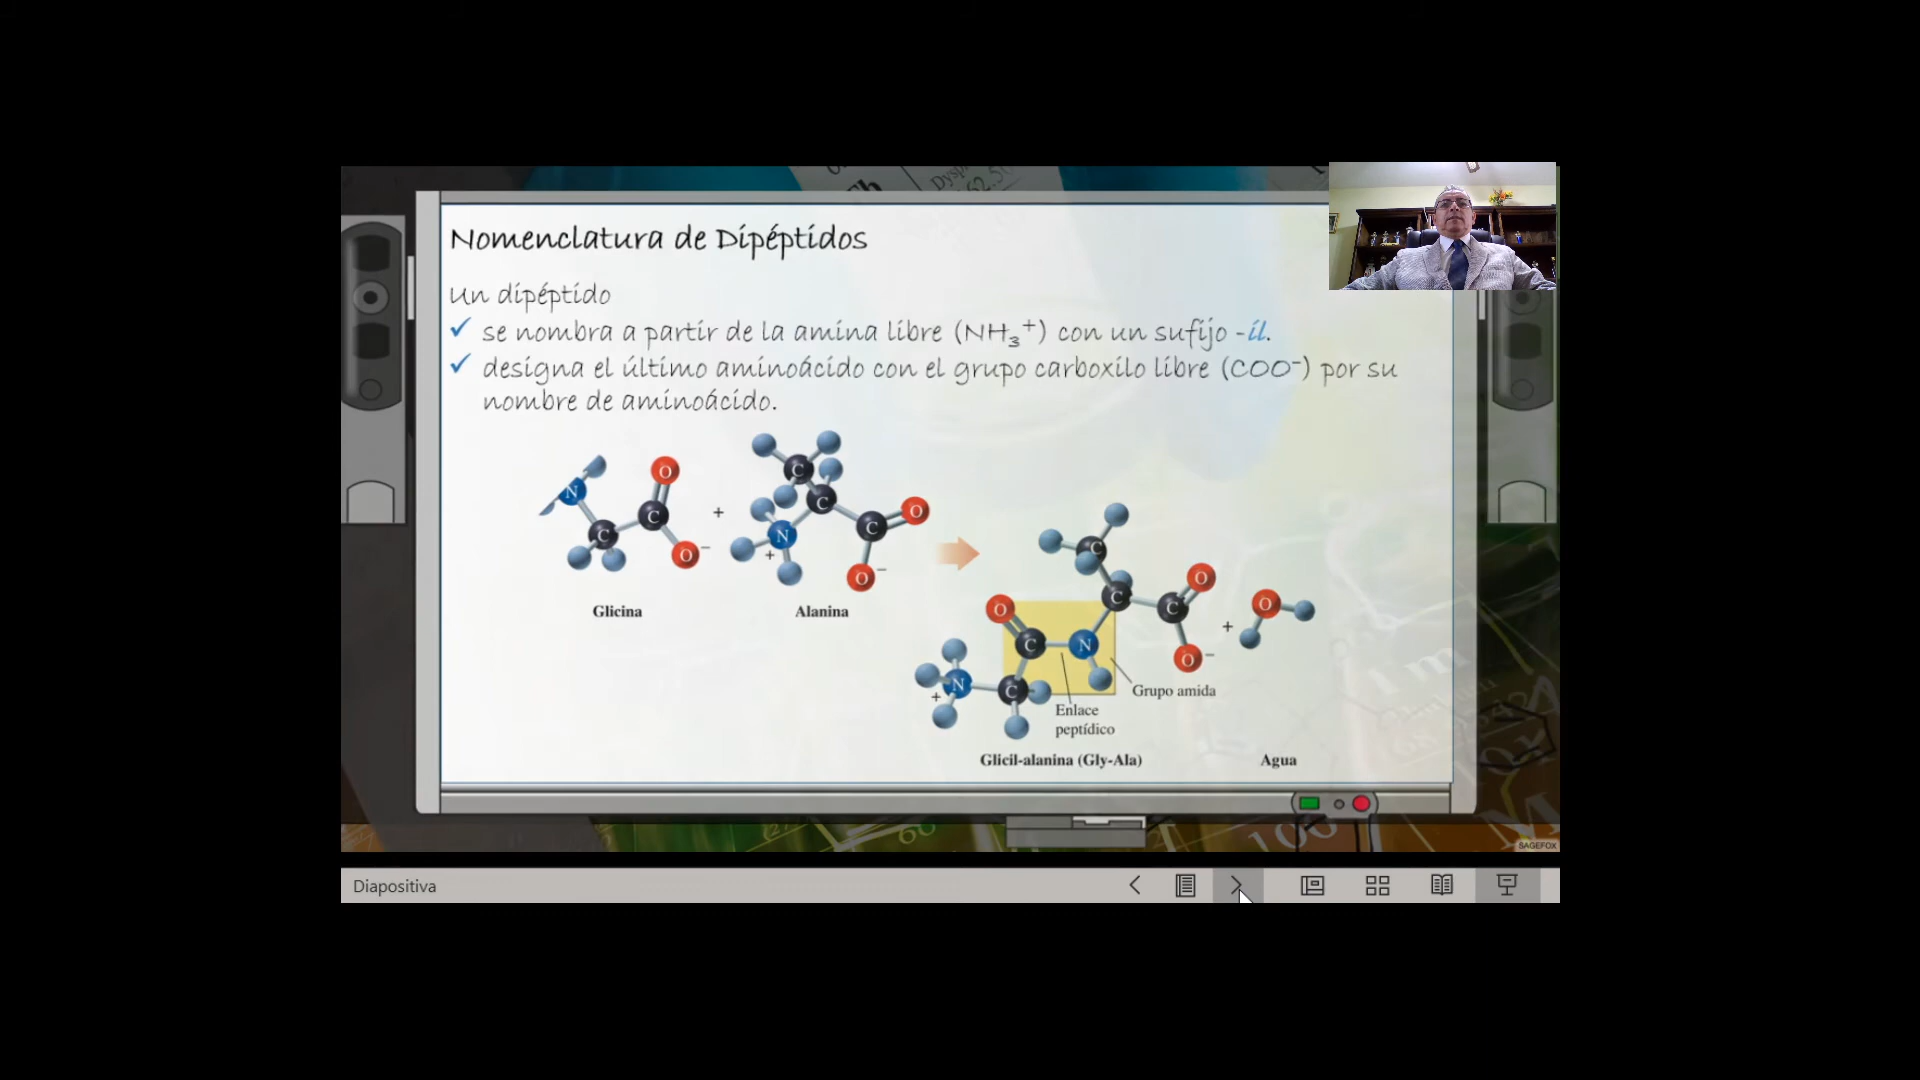 Nomenclatura de Dipéptidos
Un dipéptido
✓ se nombra a partir de la amina libre (NH₃⁺) con un sufijo -il.
✓ designa el último aminoácido con el grupo carboxilo libre (COO⁻) por su
nombre de aminoácido.
N C C O O⁻
+
C C N + C O O⁻
Glicina
Alanina
O C N C C C O O⁻
N + C
+
O
Grupo amida
Enlace
peptídico
Glicil-alanina (Gly-Ala)
Agua
100
SAGEFOX
Diapositiva